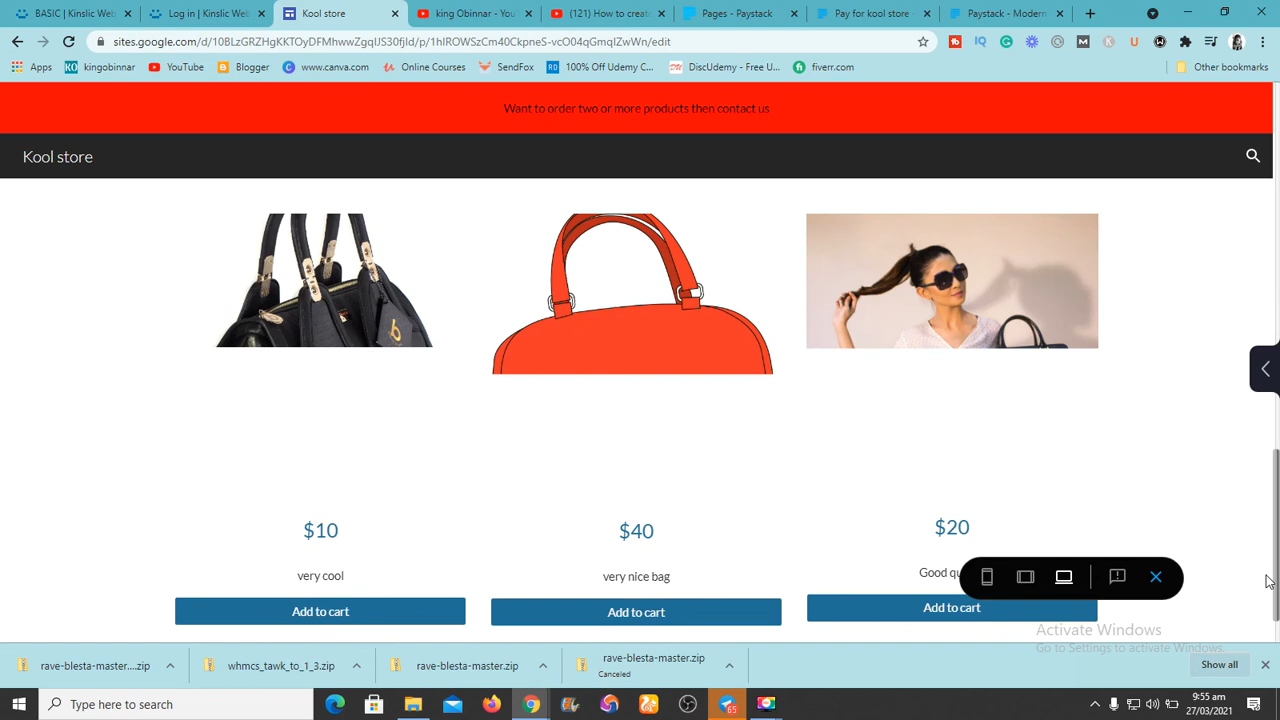 BASIC | Kinslic Web
Log in | Kinslic Web
Kool store
king Obinnar - You
(121) How to create
Pages - Paystack
Pay for kool store -
Paystack - Modern
sites.google.com/d/10BLzGRZHgKKTOyDFMhwwZgqIJS30fjId/p/1hIROWSzCm40CkpneS-vcO04qGmqIZwWn/edit
Apps
kingobinnar
YouTube
Blogger
www.canva.com
Online Courses
SendFox
100% Off Udemy C...
DiscUdemy - Free U...
fiverr.com
Other bookmarks
Want to order two or more products then contact us
Kool store
b
$10
$40
$20
very cool
very nice bag
Good qu
Add to cart
Add to cart
Add to cart
Activate Windows
Go to Settings to activate Windows.
rave-blesta-master....zip
whmcs_tawk_to_1_3.zip
rave-blesta-master.zip
rave-blesta-master.zip
Canceled
Show all
Type here to search
65
9:55 am
27/03/2021